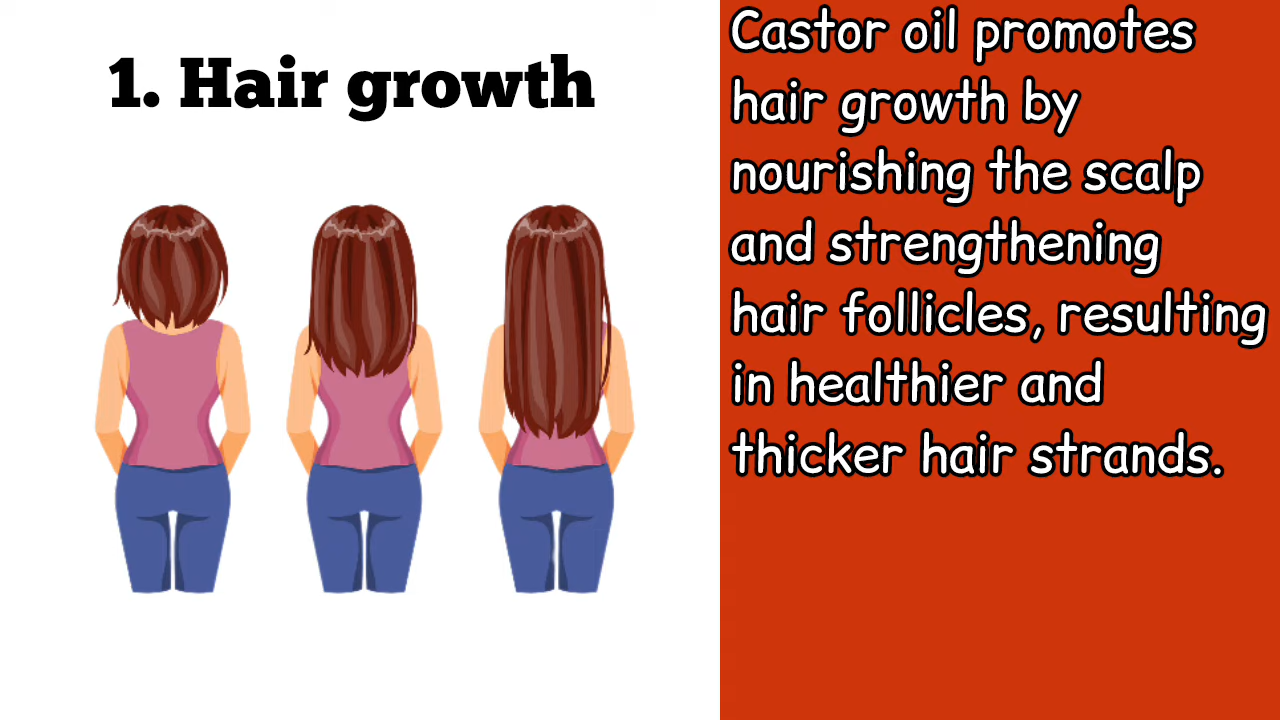 1. Hair growth
Castor oil promotes
hair growth by
nourishing the scalp
and strengthening
hair follicles, resulting
in healthier and
thicker hair strands.